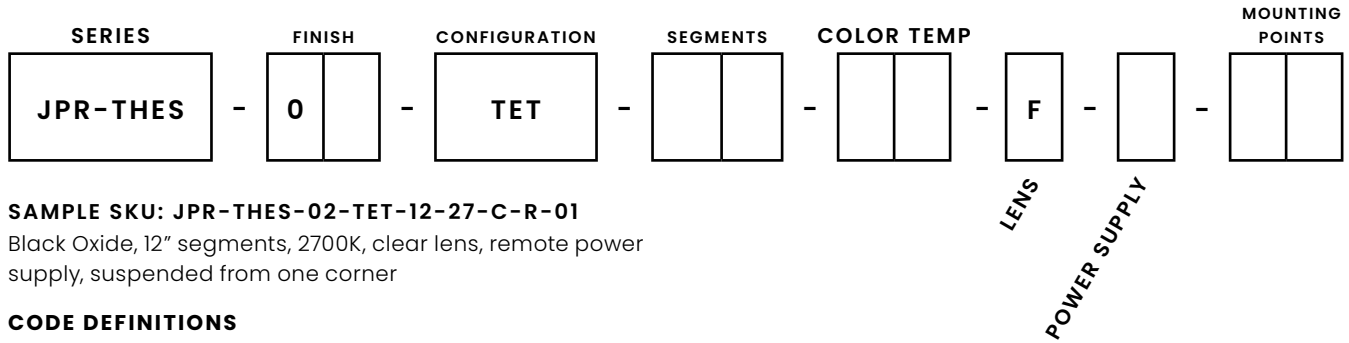 SERIES FINISH CONFIGURATION SEGMENTS COLOR TEMP MOUNTING POINTS
JPR-THES - 0 - TET - - - F - -
LENS
POWER SUPPLY
SAMPLE SKU: JPR-THES-02-TET-12-27-C-R-01
Black Oxide, 12” segments, 2700K, clear lens, remote power
supply, suspended from one corner
CODE DEFINITIONS